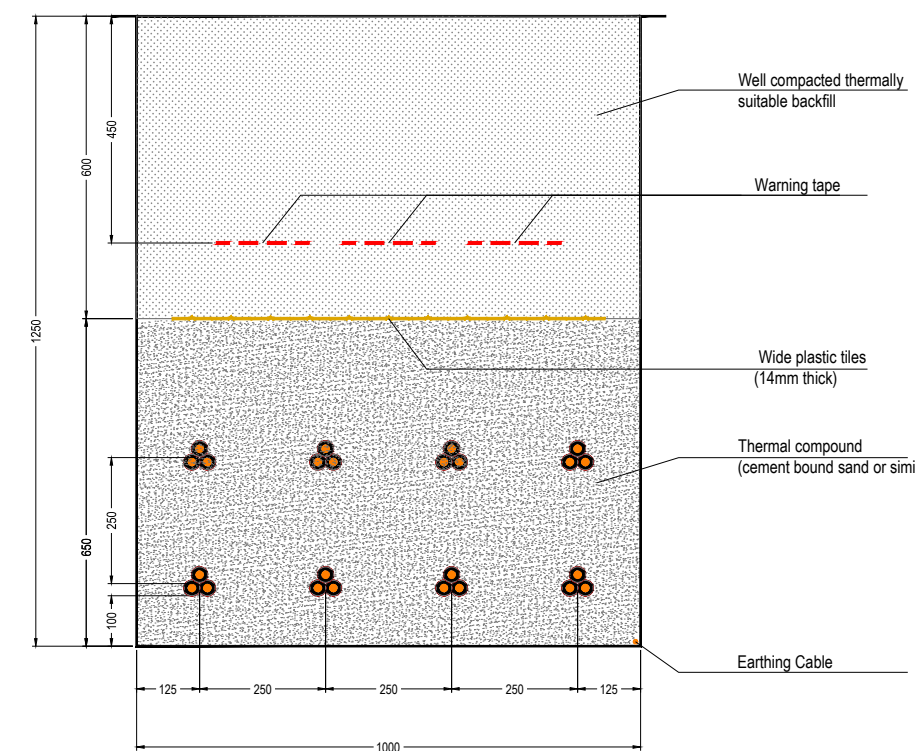 Well compacted thermally
suitable backfill
Warning tape
Wide plastic tiles
(14mm thick)
Thermal compound
(cement bound sand or simi
Earthing Cable
1250
600
450
650
250
100
125
250
250
250
125
1000